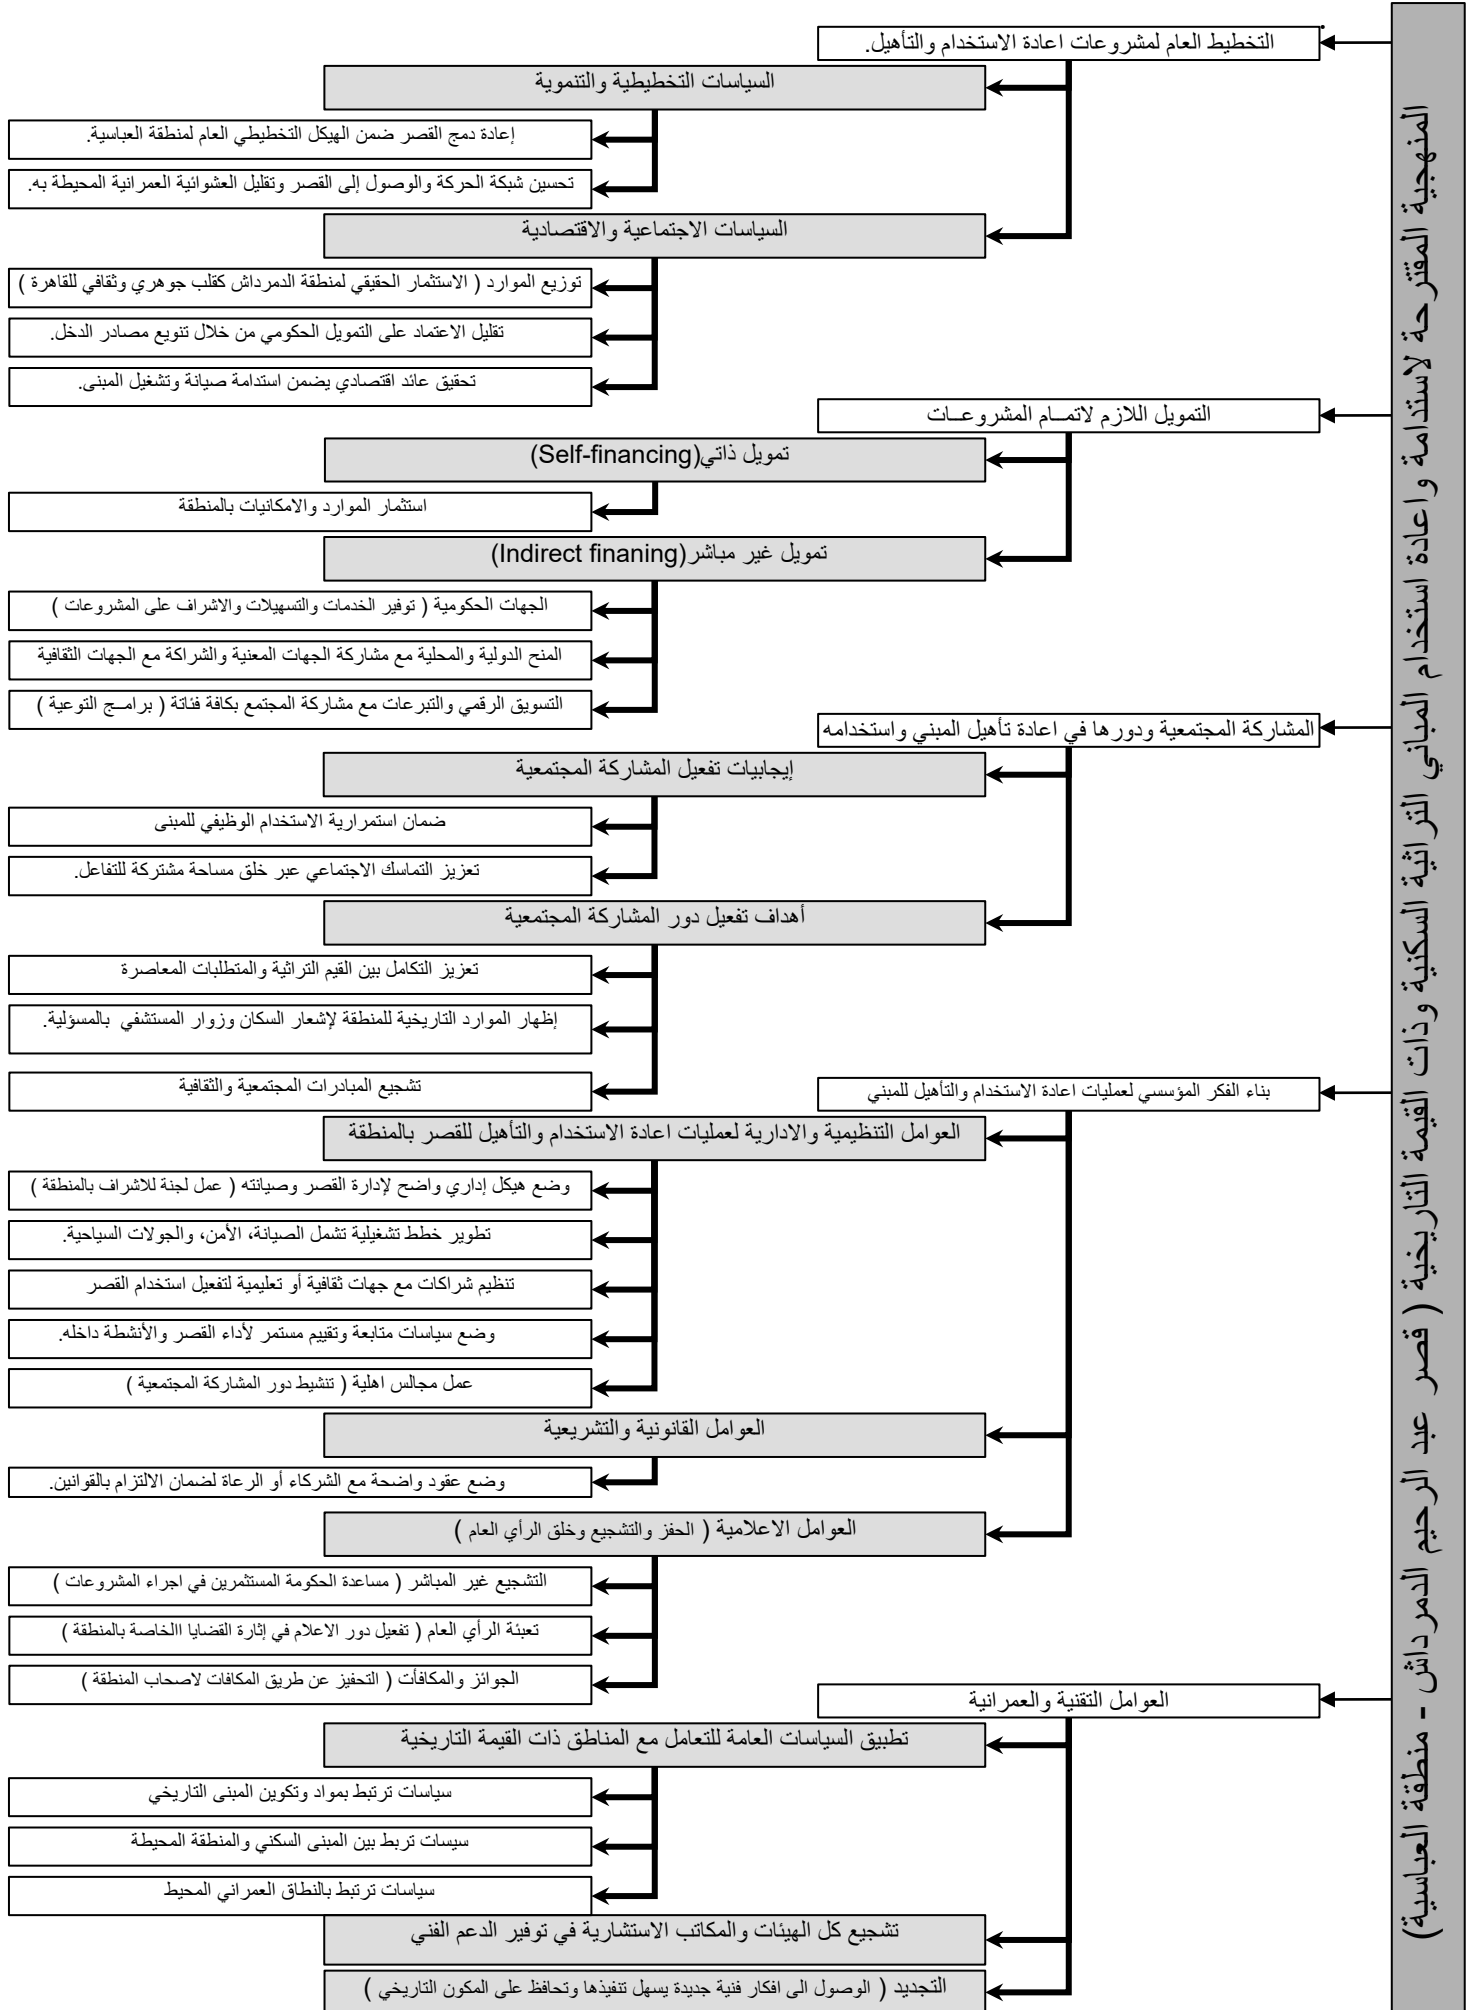 المنهجية المقترحة لاستدامة واعادة استخدام المباني التراثية السكنية وذات القيمة التاريخية ( قصر عبد الرحيم الدمرداش - منطقة العباسية)
التخطيط العام لمشروعات اعادة الاستخدام والتأهيل.
السياسات التخطيطية والتنموية
إعادة دمج القصر ضمن الهيكل التخطيطي العام لمنطقة العباسية.
تحسين شبكة الحركة والوصول إلى القصر وتقليل العشوائية العمرانية المحيطة به.
السياسات الاجتماعية والاقتصادية
توزيع الموارد ( الاستثمار الحقيقي لمنطقة الدمرداش كقلب جوهري وثقافي للقاهرة )
تقليل الاعتماد على التمويل الحكومي من خلال تنويع مصادر الدخل.
تحقيق عائد اقتصادي يضمن استدامة صيانة وتشغيل المبنى.
التمويل اللازم لاتمــام المشروعــات
تمويل ذاتي(Self-financing)
استثمار الموارد والامكانيات بالمنطقة
تمويل غير مباشر(Indirect finaning)
الجهات الحكومية ( توفير الخدمات والتسهيلات والاشراف على المشروعات )
المنح الدولية والمحلية مع مشاركة الجهات المعنية والشراكة مع الجهات الثقافية
التسويق الرقمي والتبرعات مع مشاركة المجتمع بكافة فئاتة ( برامــج التوعية )
المشاركة المجتمعية ودورها في اعادة تأهيل المبني واستخدامه
إيجابيات تفعيل المشاركة المجتمعية
ضمان استمرارية الاستخدام الوظيفي للمبنى
تعزيز التماسك الاجتماعي عبر خلق مساحة مشتركة للتفاعل.
أهداف تفعيل دور المشاركة المجتمعية
تعزيز التكامل بين القيم التراثية والمتطلبات المعاصرة
إظهار الموارد التاريخية للمنطقة لإشعار السكان وزوار المستشفي بالمسؤلية.
تشجيع المبادرات المجتمعية والثقافية
بناء الفكر المؤسسي لعمليات اعادة الاستخدام والتأهيل للمبني
العوامل التنظيمية والادارية لعمليات اعادة الاستخدام والتأهيل للقصر بالمنطقة
وضع هيكل إداري واضح لإدارة القصر وصيانته ( عمل لجنة للاشراف بالمنطقة )
تطوير خطط تشغيلية تشمل الصيانة، الأمن، والجولات السياحية.
تنظيم شراكات مع جهات ثقافية أو تعليمية لتفعيل استخدام القصر
وضع سياسات متابعة وتقييم مستمر لأداء القصر والأنشطة داخله.
عمل مجالس اهلية ( تنشيط دور المشاركة المجتمعية )
العوامل القانونية والتشريعية
وضع عقود واضحة مع الشركاء أو الرعاة لضمان الالتزام بالقوانين.
العوامل الاعلامية ( الحفز والتشجيع وخلق الرأي العام )
التشجيع غير المباشر ( مساعدة الحكومة المستثمرين في اجراء المشروعات )
تعبئة الرأي العام ( تفعيل دور الاعلام في إثارة القضايا االخاصة بالمنطقة )
الجوائز والمكافأت ( التحفيز عن طريق المكافات لاصحاب المنطقة )
العوامل التقنية والعمرانية
تطبيق السياسات العامة للتعامل مع المناطق ذات القيمة التاريخية
سياسات ترتبط بمواد وتكوين المبنى التاريخي
سيسات تربط بين المبنى السكني والمنطقة المحيطة
سياسات ترتبط بالنطاق العمراني المحيط
تشجيع كل الهيئات والمكاتب الاستشارية في توفير الدعم الفني
التجديد ( الوصول الى افكار فنية جديدة يسهل تنفيذها وتحافظ على المكون التاريخي )